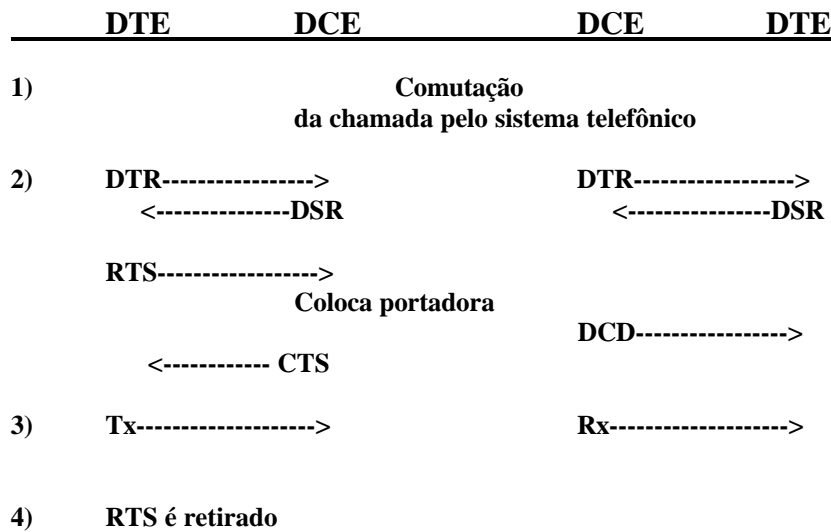 DTE DCE DCE DTE
1) Comutação
da chamada pelo sistema telefônico
2) DTR-----------------> DTR------------------>
<---------------DSR <----------------DSR
RTS------------------>
Coloca portadora
DCD----------------->
<------------ CTS
3) Tx--------------------> Rx-------------------->
4) RTS é retirado